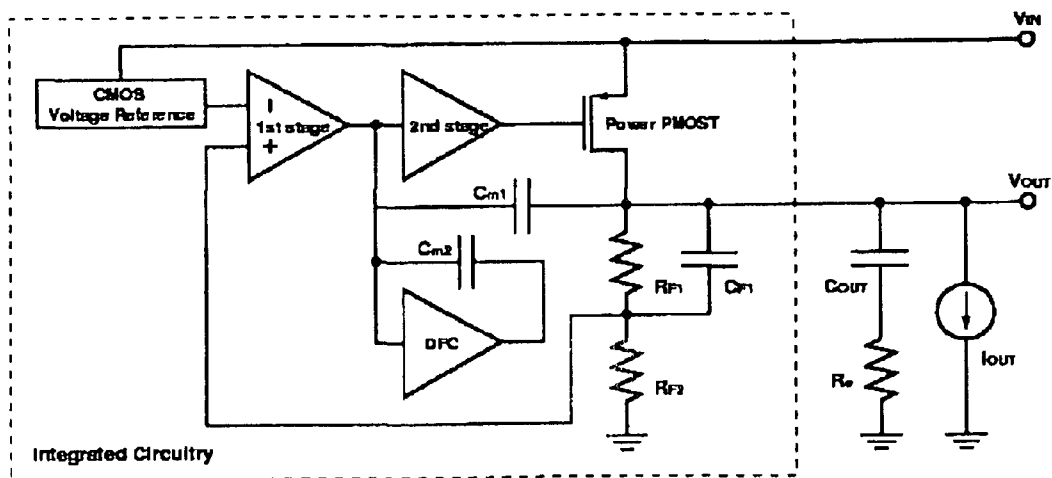 VIN
CMOS
Voltage Reference
1st stage
2nd stage
Power PMOST
VOUT
Cm1
Cm2
RF1
CF1
COUT
DFC
IOUT
RF2
Re
Integrated Circuitry